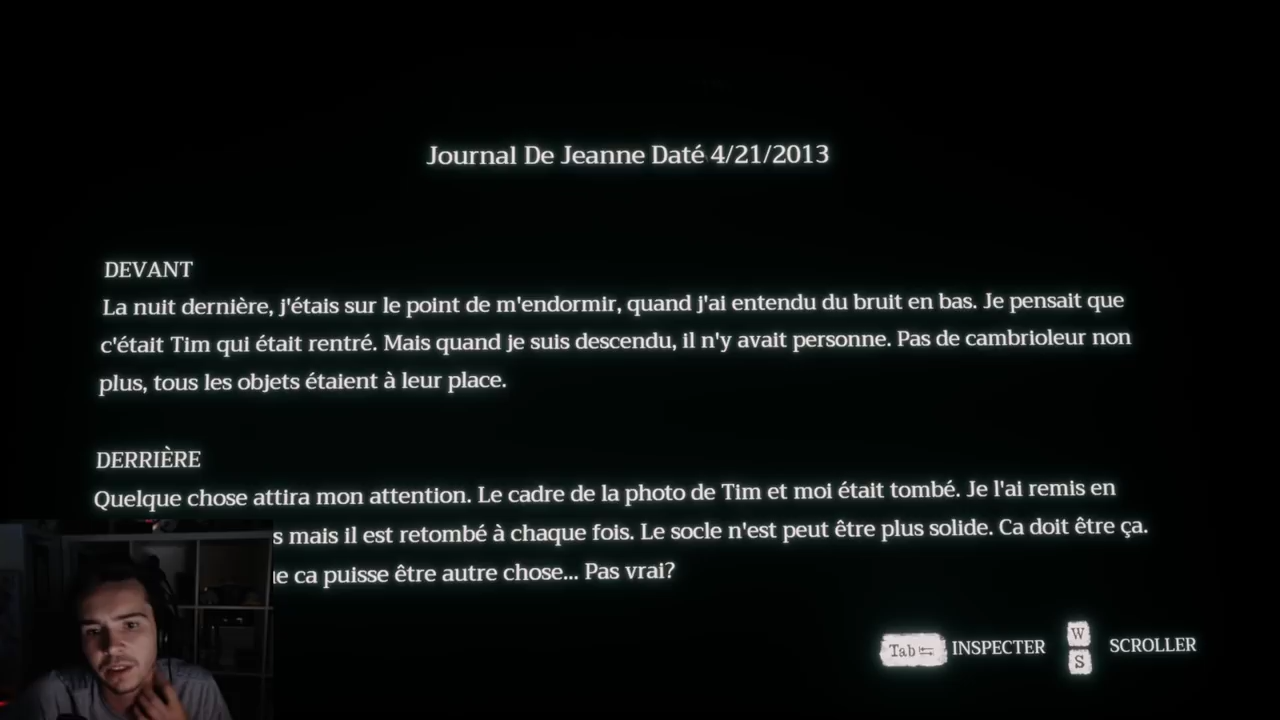 Journal De Jeanne Daté 4/21/2013
DEVANT
La nuit dernière, j'étais sur le point de m'endormir, quand j'ai entendu du bruit en bas. Je pensait que
c'était Tim qui était rentré. Mais quand je suis descendu, il n'y avait personne. Pas de cambrioleur non
plus, tous les objets étaient à leur place.
DERRIÈRE
Quelque chose attira mon attention. Le cadre de la photo de Tim et moi était tombé. Je l'ai remis en
mais il est retombé à chaque fois. Le socle n'est peut être plus solide. Ca doit être ça.
ca puisse être autre chose... Pas vrai?
Tab INSPECTER W SCROLLER
S